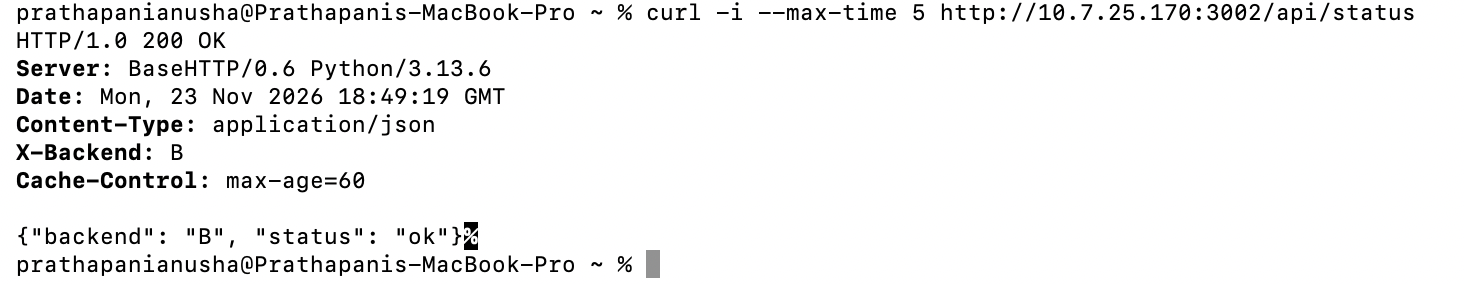 prathapanianusha@Prathapanis-MacBook-Pro ~ % curl -i --max-time 5 http://10.7.25.170:3002/api/status
HTTP/1.0 200 OK
Server: BaseHTTP/0.6 Python/3.13.6
Date: Mon, 23 Nov 2026 18:49:19 GMT
Content-Type: application/json
X-Backend: B
Cache-Control: max-age=60

{"backend": "B", "status": "ok"}%
prathapanianusha@Prathapanis-MacBook-Pro ~ %